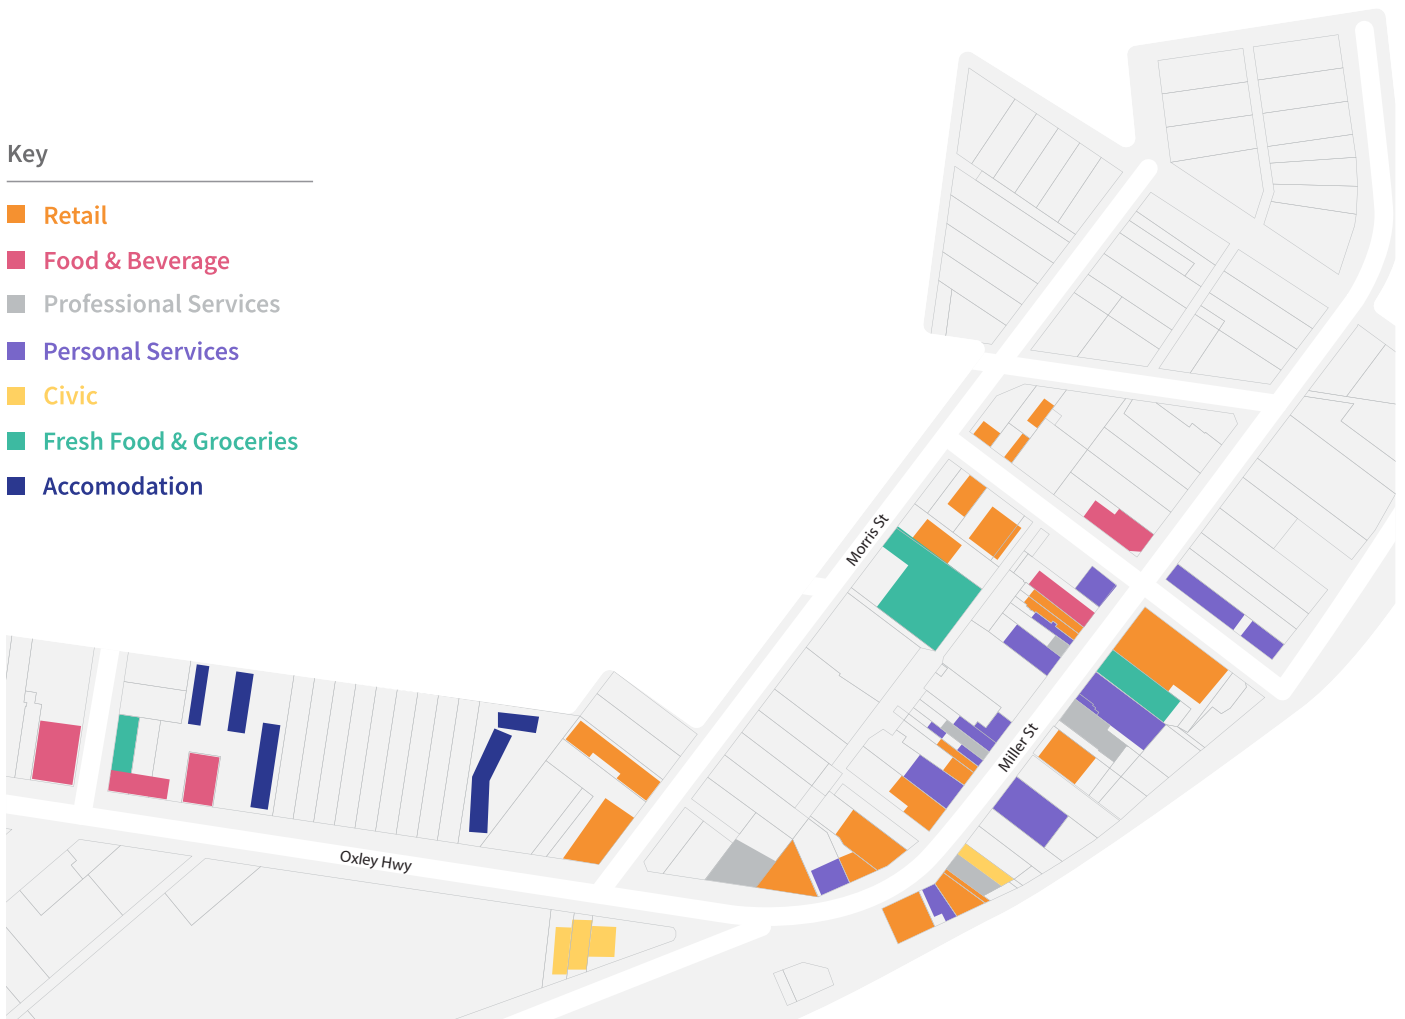 Key
Retail
Food & Beverage
Professional Services
Personal Services
Civic
Fresh Food & Groceries
Accomodation
Morris St
Miller St
Oxley Hwy